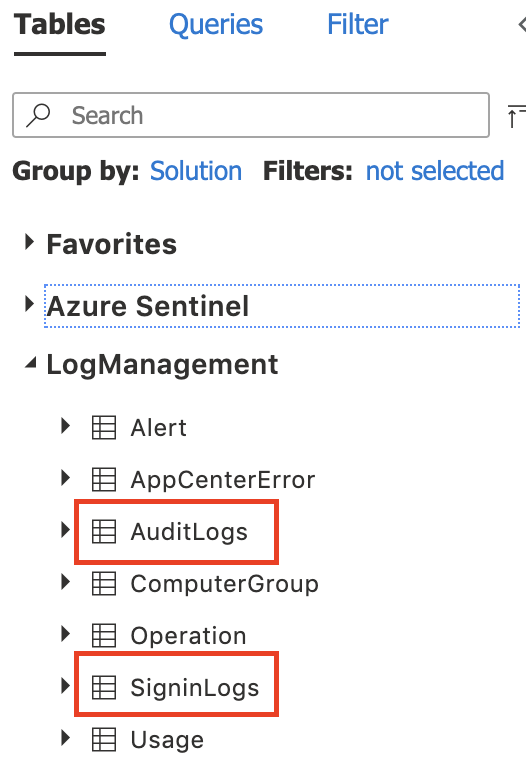 Tables Queries Filter
Search
Group by: Solution Filters: not selected
Favorites
Azure Sentinel
LogManagement
Alert
AppCenterError
AuditLogs
ComputerGroup
Operation
SigninLogs
Usage